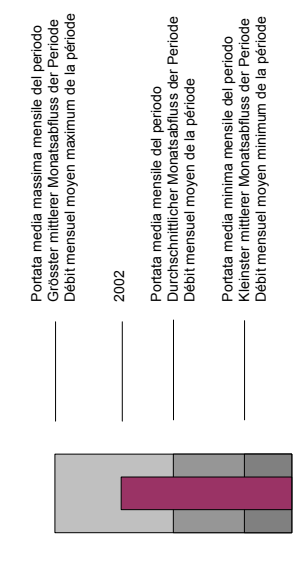 Portata media massima mensile del periodo
Grösster mittlerer Monatsabfluss der Periode
Débit mensuel moyen maximum de la période
2002
Portata media mensile del periodo
Durchschnittlicher Monatsabfluss der Periode
Débit mensuel moyen de la période
Portata media minima mensile del periodo
Kleinster mittlerer Monatsabfluss der Periode
Débit mensuel moyen minimum de la période